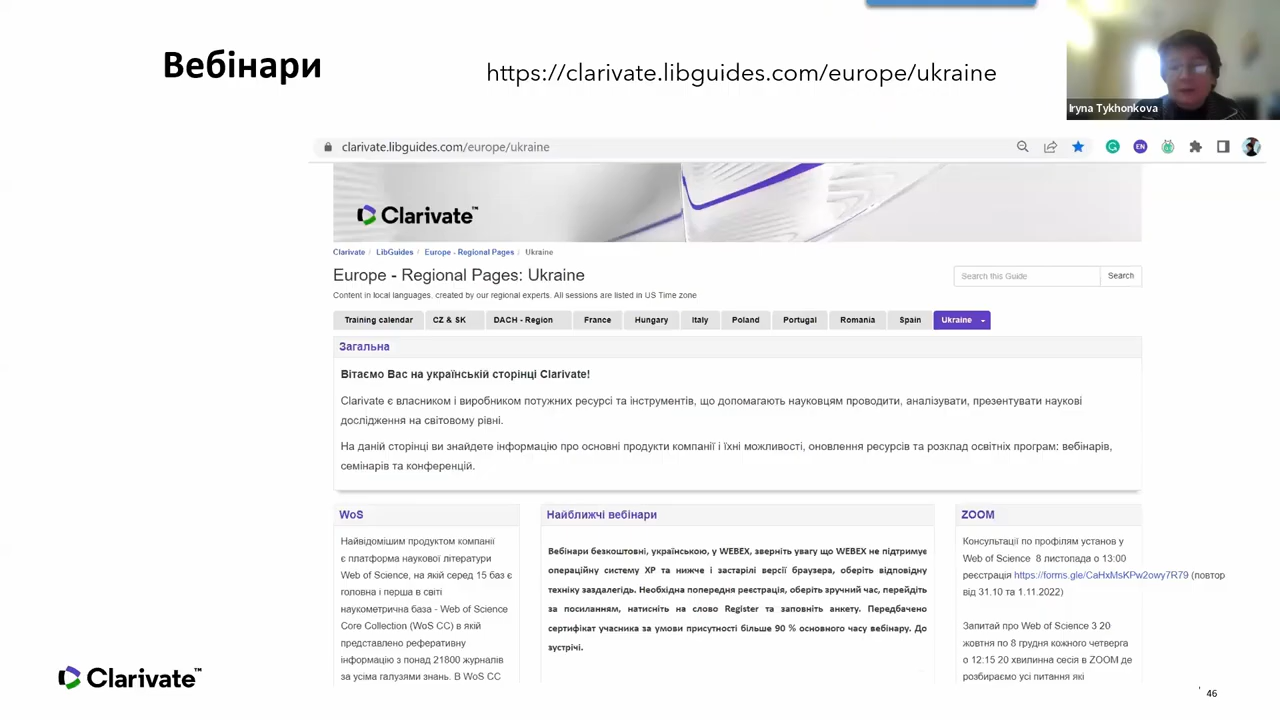 Вебінари
https://clarivate.libguides.com/europe/ukraine
Iryna Tykhonkova
clarivate.libguides.com/europe/ukraine
EN
Clarivate™
Clarivate / LibGuides / Europe - Regional Pages / Ukraine
Europe - Regional Pages: Ukraine
Search this Guide
Search
Content in local languages. created by our regional experts. All sessions are listed in US Time zone
Training calendar CZ & SK DACH - Region France Hungary Italy Poland Portugal Romania Spain Ukraine
Загальна
Вітаємо Вас на українській сторінці Clarivate!
Clarivate є власником і виробником потужних ресурсі та інструментів, що допомагають науковцям проводити, аналізувати, презентувати наукові
дослідження на світовому рівні.
На даній сторінці ви знайдете інформацію про основні продукти компанії і їхні можливості, оновлення ресурсів та розклад освітніх програм: вебінарів,
семінарів та конференцій.
WoS
Найвідомішим продуктом компанії
є платформа наукової літератури
Web of Science, на якій серед 15 баз є
головна і перша в світі
наукометрична база - Web of Science
Core Collection (WoS CC) в якій
представлено реферативну
інформацію з понад 21800 журналів
за усіма галузями знань. В WoS CC
Найближчі вебінари
Вебінари безкоштовні, українською, у WEBEX, зверніть увагу що WEBEX не підтримує
операційну систему XP та нижче і застарілі версії браузера, оберіть відповідну
техніку заздалегідь. Необхідна попередня реєстрація, оберіть зручний час, перейдіть
за посиланням, натисніть на слово Register та заповніть анкету. Передбачено
сертифікат учасника за умови присутності більше 90 % основного часу вебінару. До
зустрічі.
ZOOM
Консультації по профілям установ у
Web of Science 8 листопада о 13:00
реєстрація https://forms.gle/CaHxMsKPw2owy7R79 (повтор
від 31.10 та 1.11.2022)
Запитай про Web of Science З 20
жовтня по 8 грудня кожного четверга
о 12:15 20 хвилинна сесія в ZOOM де
розбираємо усі питання які
Clarivate™
46